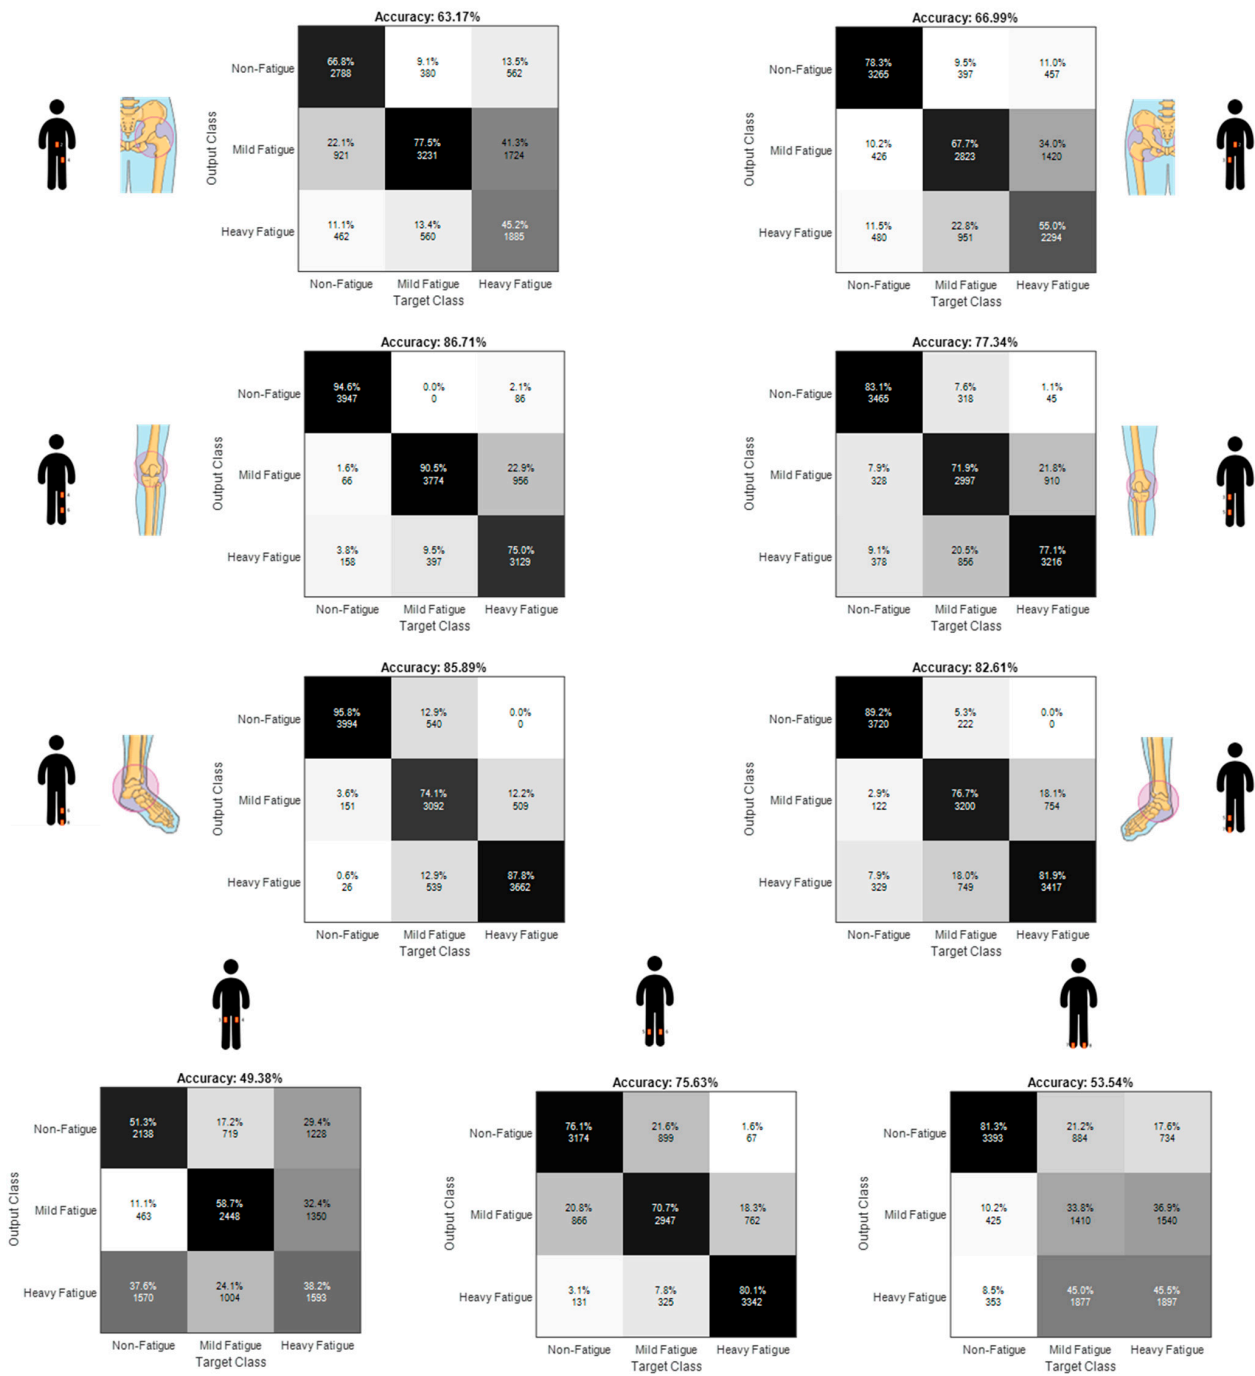 Accuracy: 63.17%
Output Class
Non-Fatigue
66.8% 9.1% 13.5%
2788 380 562
Mild Fatigue
22.1% 77.5% 41.3%
921 3231 1724
Heavy Fatigue
11.1% 13.4% 45.2%
462 560 1885
Non-Fatigue Mild Fatigue Heavy Fatigue
Target Class
Accuracy: 66.99%
Output Class
Non-Fatigue
78.3% 9.5% 11.0%
3265 397 457
Mild Fatigue
10.2% 67.7% 34.0%
426 2823 1420
Heavy Fatigue
11.5% 22.8% 55.0%
480 951 2294
Non-Fatigue Mild Fatigue Heavy Fatigue
Target Class
Accuracy: 86.71%
Output Class
Non-Fatigue
94.6% 0.0% 2.1%
3947 0 86
Mild Fatigue
1.6% 90.5% 22.9%
66 3774 956
Heavy Fatigue
3.8% 9.5% 75.0%
158 397 3129
Non-Fatigue Mild Fatigue Heavy Fatigue
Target Class
Accuracy: 77.34%
Output Class
Non-Fatigue
83.1% 7.6% 1.1%
3465 318 45
Mild Fatigue
7.9% 71.9% 21.8%
328 2997 910
Heavy Fatigue
9.1% 20.5% 77.1%
378 856 3216
Non-Fatigue Mild Fatigue Heavy Fatigue
Target Class
Accuracy: 85.89%
Output Class
Non-Fatigue
95.8% 12.9% 0.0%
3994 540 0
Mild Fatigue
3.6% 74.1% 12.2%
151 3092 509
Heavy Fatigue
0.6% 12.9% 87.8%
26 539 3662
Non-Fatigue Mild Fatigue Heavy Fatigue
Target Class
Accuracy: 82.61%
Output Class
Non-Fatigue
89.2% 5.3% 0.0%
3720 222 0
Mild Fatigue
2.9% 76.7% 18.1%
122 3200 754
Heavy Fatigue
7.9% 18.0% 81.9%
329 749 3417
Non-Fatigue Mild Fatigue Heavy Fatigue
Target Class
Accuracy: 49.38%
Output Class
Non-Fatigue
51.3% 17.2% 29.4%
2138 719 1228
Mild Fatigue
11.1% 58.7% 32.4%
463 2448 1350
Heavy Fatigue
37.6% 24.1% 38.2%
1570 1004 1593
Non-Fatigue Mild Fatigue Heavy Fatigue
Target Class
Accuracy: 75.63%
Output Class
Non-Fatigue
76.1% 21.6% 1.6%
3174 899 67
Mild Fatigue
20.8% 70.7% 18.3%
866 2947 762
Heavy Fatigue
3.1% 7.8% 80.1%
131 325 3342
Non-Fatigue Mild Fatigue Heavy Fatigue
Target Class
Accuracy: 53.54%
Output Class
Non-Fatigue
81.3% 21.2% 17.6%
3393 884 734
Mild Fatigue
10.2% 33.8% 36.9%
425 1410 1540
Heavy Fatigue
8.5% 45.0% 45.5%
353 1877 1897
Non-Fatigue Mild Fatigue Heavy Fatigue
Target Class